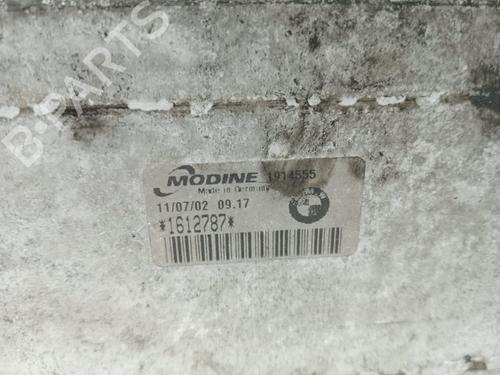 B-PARTS
MODINE 1914555
Made in Germany
11/07/02 09.17
*1612787*